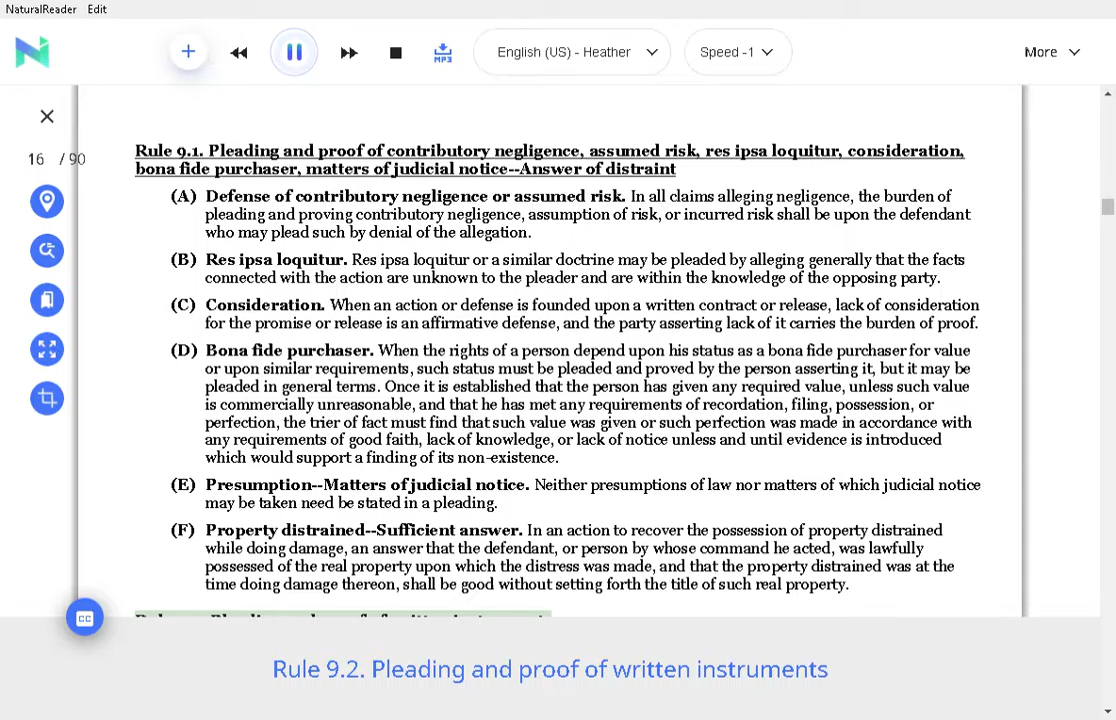 NaturalReader Edit
+
MP3
English (US) - Heather
Speed -1
More
16 / 90
Rule 9.1. Pleading and proof of contributory negligence, assumed risk, res ipsa loquitur, consideration,
bona fide purchaser, matters of judicial notice--Answer of distraint
(A) Defense of contributory negligence or assumed risk. In all claims alleging negligence, the burden of
pleading and proving contributory negligence, assumption of risk, or incurred risk shall be upon the defendant
who may plead such by denial of the allegation.
(B) Res ipsa loquitur. Res ipsa loquitur or a similar doctrine may be pleaded by alleging generally that the facts
connected with the action are unknown to the pleader and are within the knowledge of the opposing party.
(C) Consideration. When an action or defense is founded upon a written contract or release, lack of consideration
for the promise or release is an affirmative defense, and the party asserting lack of it carries the burden of proof.
(D) Bona fide purchaser. When the rights of a person depend upon his status as a bona fide purchaser for value
or upon similar requirements, such status must be pleaded and proved by the person asserting it, but it may be
pleaded in general terms. Once it is established that the person has given any required value, unless such value
is commercially unreasonable, and that he has met any requirements of recordation, filing, possession, or
perfection, the trier of fact must find that such value was given or such perfection was made in accordance with
any requirements of good faith, lack of knowledge, or lack of notice unless and until evidence is introduced
which would support a finding of its non-existence.
(E) Presumption--Matters of judicial notice. Neither presumptions of law nor matters of which judicial notice
may be taken need be stated in a pleading.
(F) Property distrained--Sufficient answer. In an action to recover the possession of property distrained
while doing damage, an answer that the defendant, or person by whose command he acted, was lawfully
possessed of the real property upon which the distress was made, and that the property distrained was at the
time doing damage thereon, shall be good without setting forth the title of such real property.
CC
Rule 9.2. Pleading and proof of written instruments